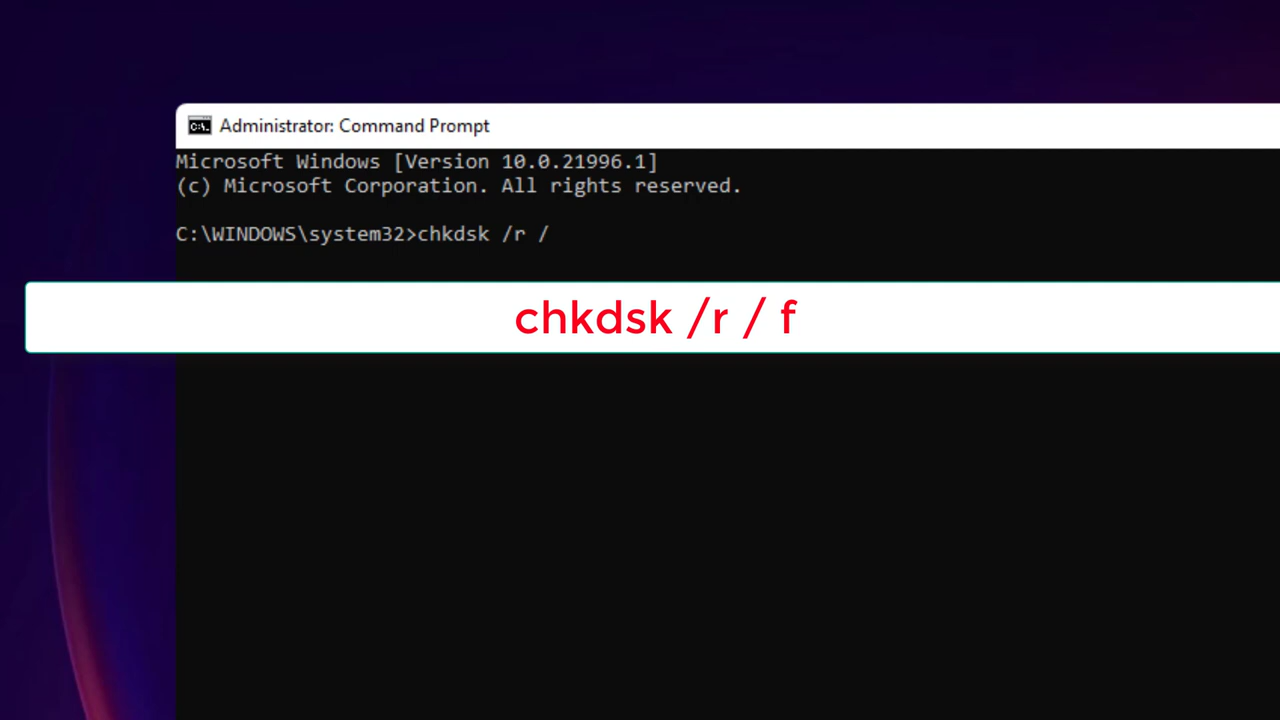 Administrator: Command Prompt
Microsoft Windows [Version 10.0.21996.1]
(c) Microsoft Corporation. All rights reserved.
C:\WINDOWS\system32>chkdsk /r /
chkdsk /r / f